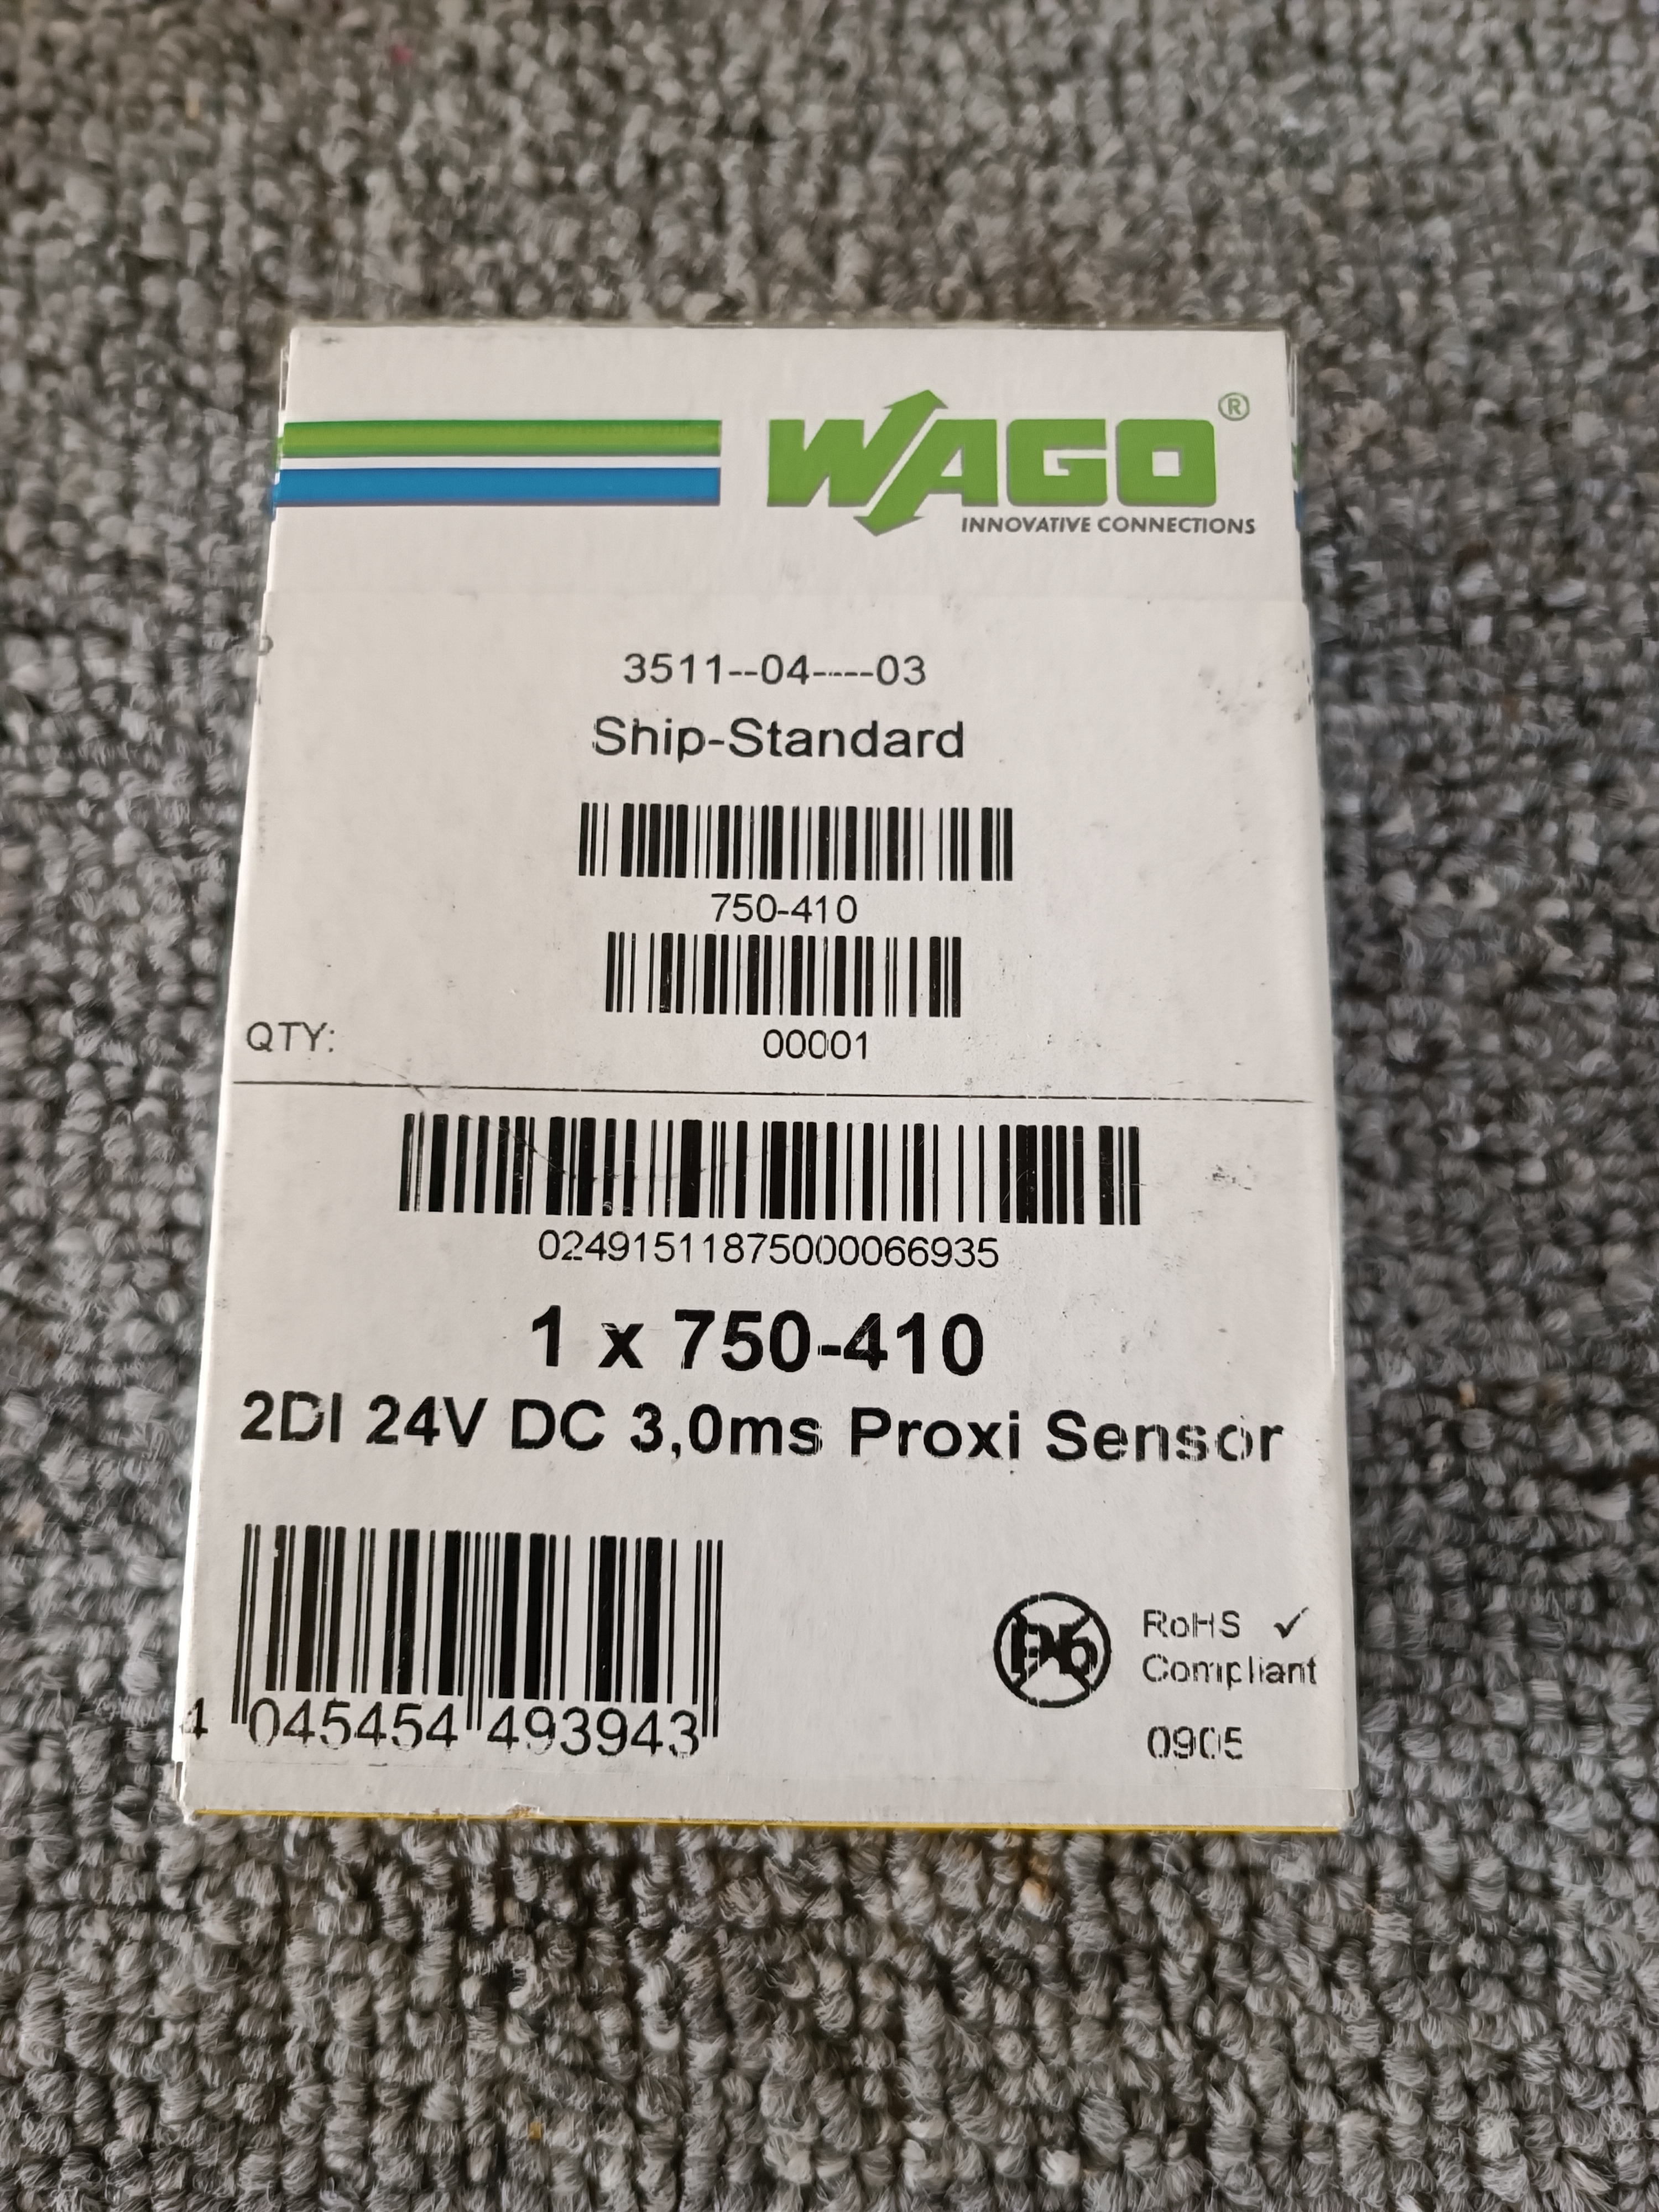 WAGO®
INNOVATIVE CONNECTIONS
3511--04----03
Ship-Standard
750-410
QTY: 00001
02491511875000066935
1 x 750-410
2DI 24V DC 3,0ms Proxi Sensor
4 045454 493943
Pb
RoHS ✓
Compliant
0905